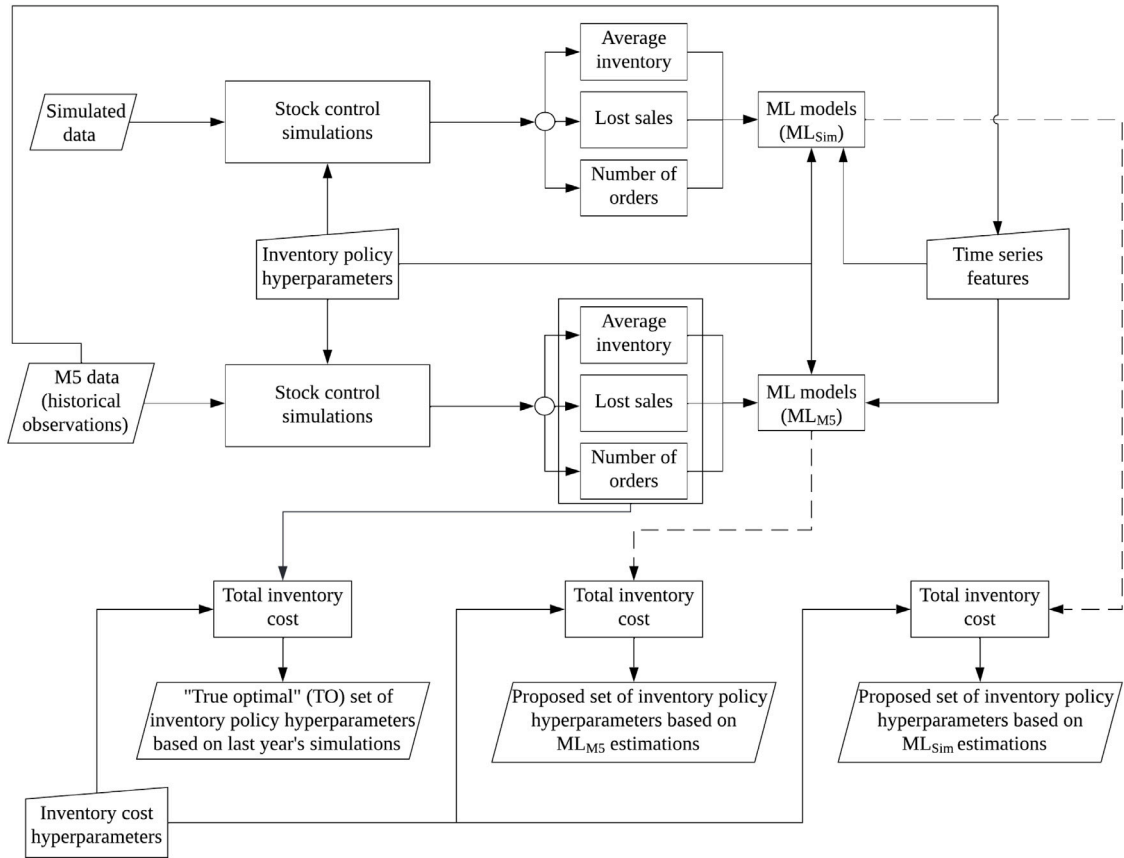 Simulated
data
Stock control
simulations
Average
inventory
Lost sales
Number of
orders
ML models
(MLSim)
Inventory policy
hyperparameters
Time series
features
M5 data
(historical
observations)
Stock control
simulations
Average
inventory
Lost sales
Number of
orders
ML models
(MLM5)
Total inventory
cost
Total inventory
cost
Total inventory
cost
"True optimal" (TO) set of
inventory policy hyperparameters
based on last year's simulations
Proposed set of inventory policy
hyperparameters based on
MLM5 estimations
Proposed set of inventory policy
hyperparameters based on
MLSim estimations
Inventory cost
hyperparameters